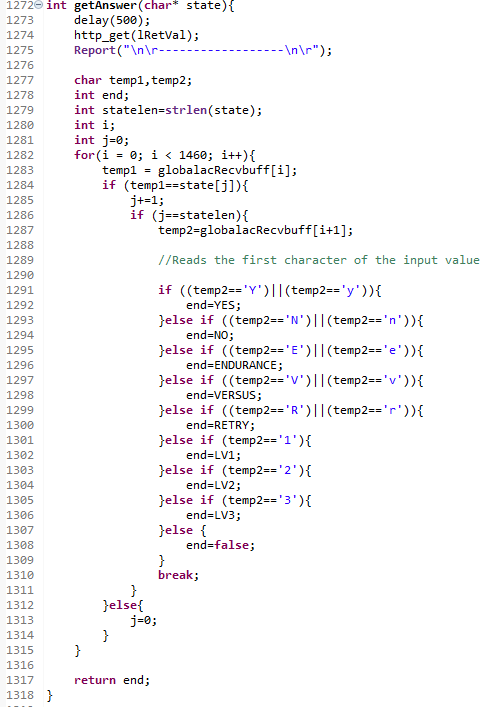 1272 int getAnswer(char* state){
1273     delay(500);
1274     http_get(lRetVal);
1275     Report("\n\r------------------\n\r");
1276
1277     char temp1,temp2;
1278     int end;
1279     int statelen=strlen(state);
1280     int i;
1281     int j=0;
1282     for(i = 0; i < 1460; i++){
1283         temp1 = globalacRecvbuff[i];
1284         if (temp1==state[j]){
1285             j+=1;
1286             if (j==statelen){
1287                 temp2=globalacRecvbuff[i+1];
1288
1289                 //Reads the first character of the input value
1290
1291                 if ((temp2=='Y')||(temp2=='y')){
1292                     end=YES;
1293                 }else if ((temp2=='N')||(temp2=='n')){
1294                     end=NO;
1295                 }else if ((temp2=='E')||(temp2=='e')){
1296                     end=ENDURANCE;
1297                 }else if ((temp2=='V')||(temp2=='v')){
1298                     end=VERSUS;
1299                 }else if ((temp2=='R')||(temp2=='r')){
1300                     end=RETRY;
1301                 }else if (temp2=='1'){
1302                     end=LV1;
1303                 }else if (temp2=='2'){
1304                     end=LV2;
1305                 }else if (temp2=='3'){
1306                     end=LV3;
1307                 }else {
1308                     end=false;
1309                 }
1310                 break;
1311             }
1312         }else{
1313             j=0;
1314         }
1315     }
1316
1317     return end;
1318 }